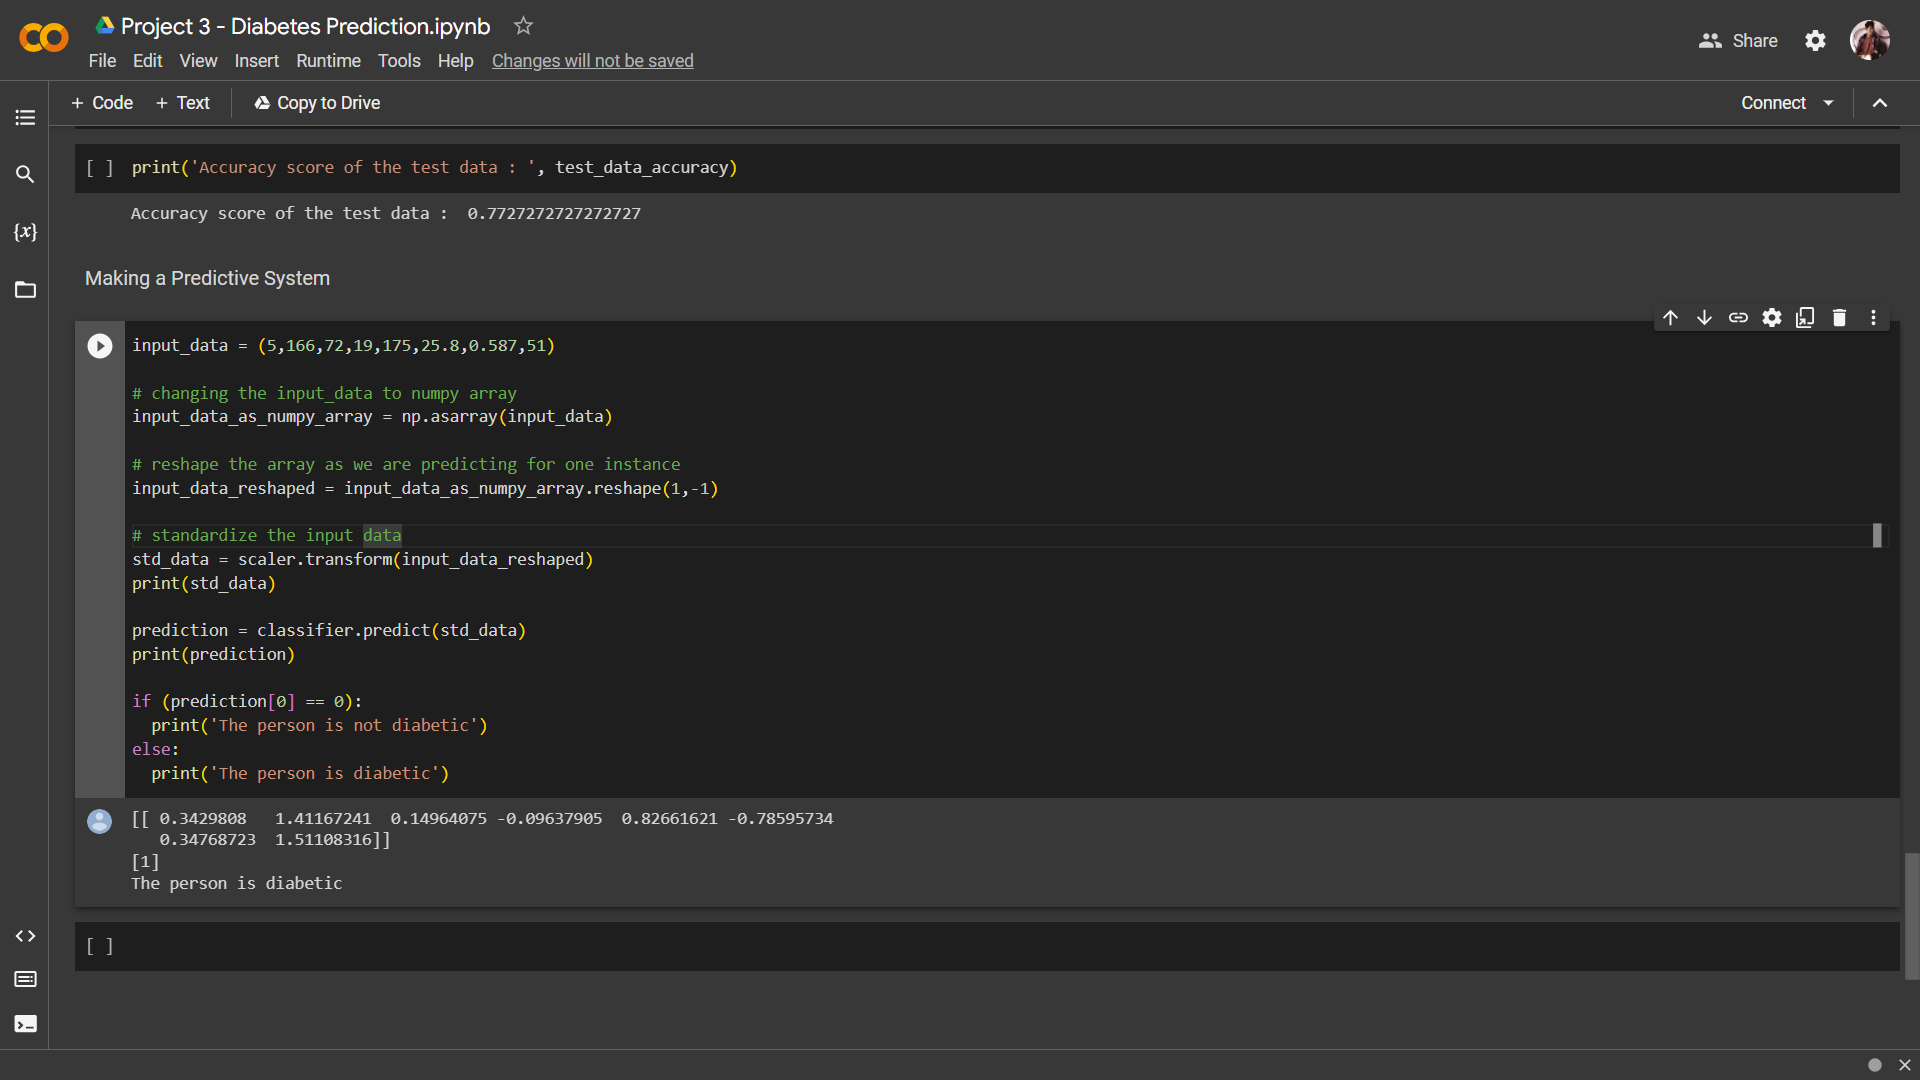 Project 3 - Diabetes Prediction.ipynb
File Edit View Insert Runtime Tools Help Changes will not be saved
Share
+ Code + Text Copy to Drive
Connect
{x}
[ ] print('Accuracy score of the test data : ', test_data_accuracy)
Accuracy score of the test data :  0.7727272727272727
Making a Predictive System
input_data = (5,166,72,19,175,25.8,0.587,51)
# changing the input_data to numpy array
input_data_as_numpy_array = np.asarray(input_data)
# reshape the array as we are predicting for one instance
input_data_reshaped = input_data_as_numpy_array.reshape(1,-1)
# standardize the input data
std_data = scaler.transform(input_data_reshaped)
print(std_data)
prediction = classifier.predict(std_data)
print(prediction)
if (prediction[0] == 0):
  print('The person is not diabetic')
else:
  print('The person is diabetic')
[[ 0.3429808   1.41167241  0.14964075 -0.09637905  0.82661621 -0.78595734
   0.34768723  1.51108316]]
[1]
The person is diabetic
[ ]